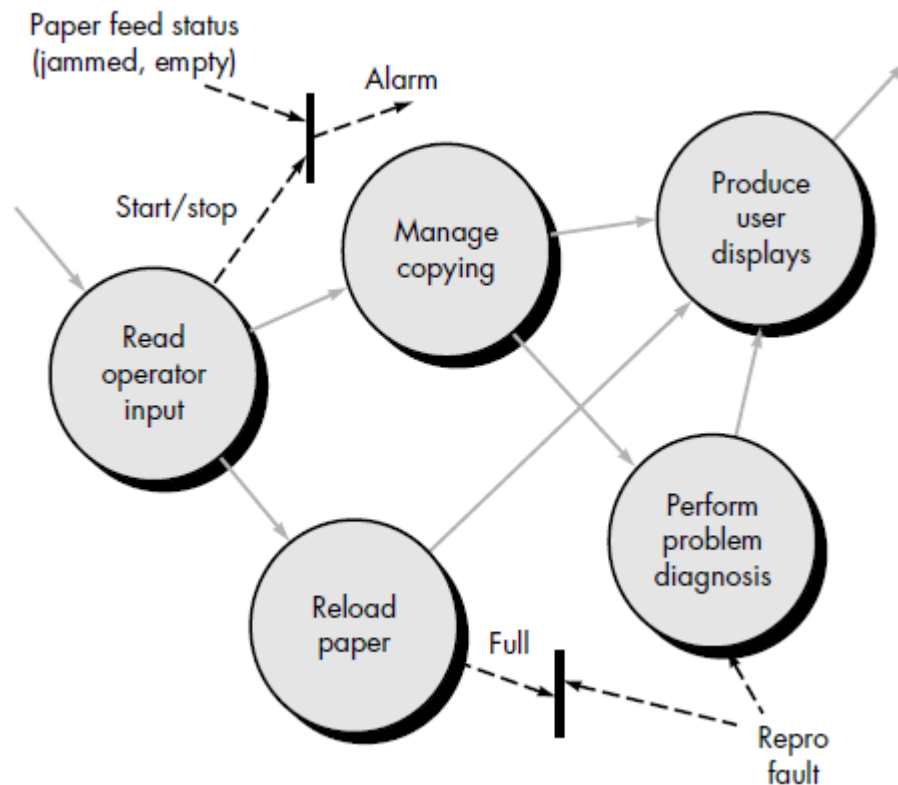 Paper feed status
(jammed, empty)
Alarm
Start/stop
Produce
user
displays
Manage
copying
Read
operator
input
Perform
problem
diagnosis
Reload
paper
Full
Repro
fault